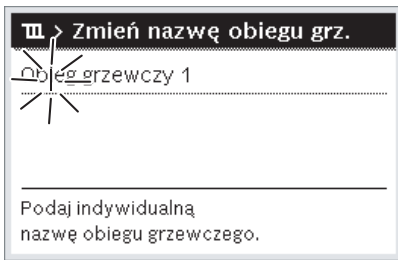 > Zmień nazwę obiegu grz.
Obieg grzewczy 1
Podaj indywidualną
nazwę obiegu grzewczego.